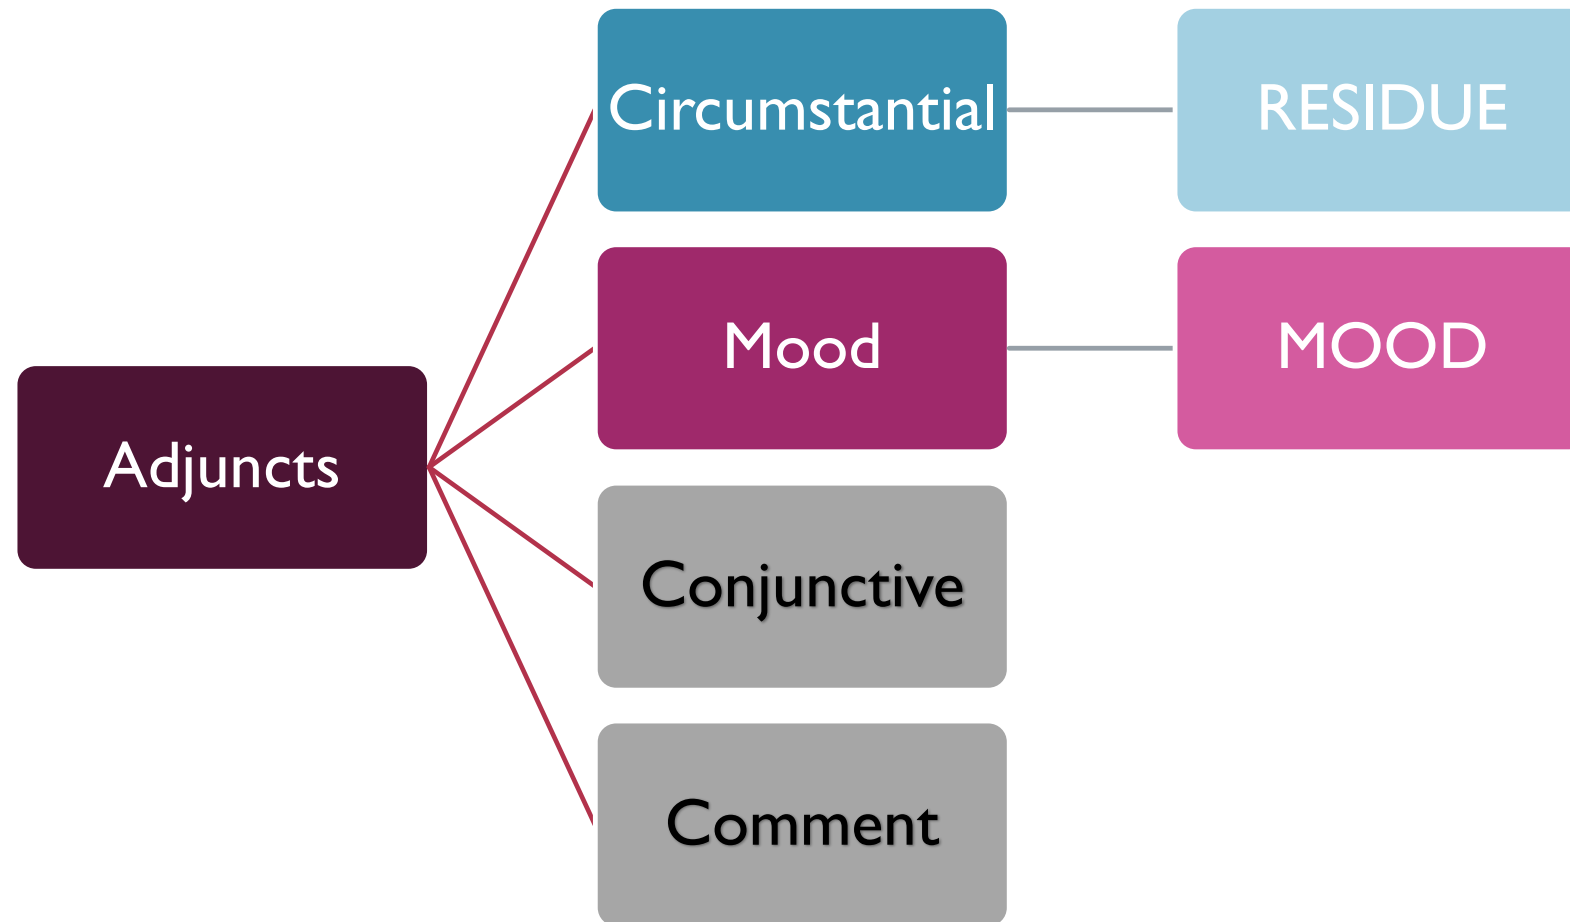 Adjuncts
Circumstantial
RESIDUE
Mood
MOOD
Conjunctive
Comment